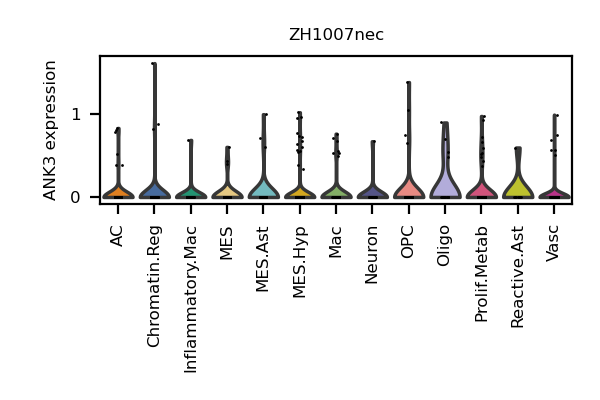 ZH1007nec
ANK3 expression
1
0
AC
Chromatin.Reg
Inflammatory.Mac
MES
MES.Ast
MES.Hyp
Mac
Neuron
OPC
Oligo
Prolif.Metab
Reactive.Ast
Vasc